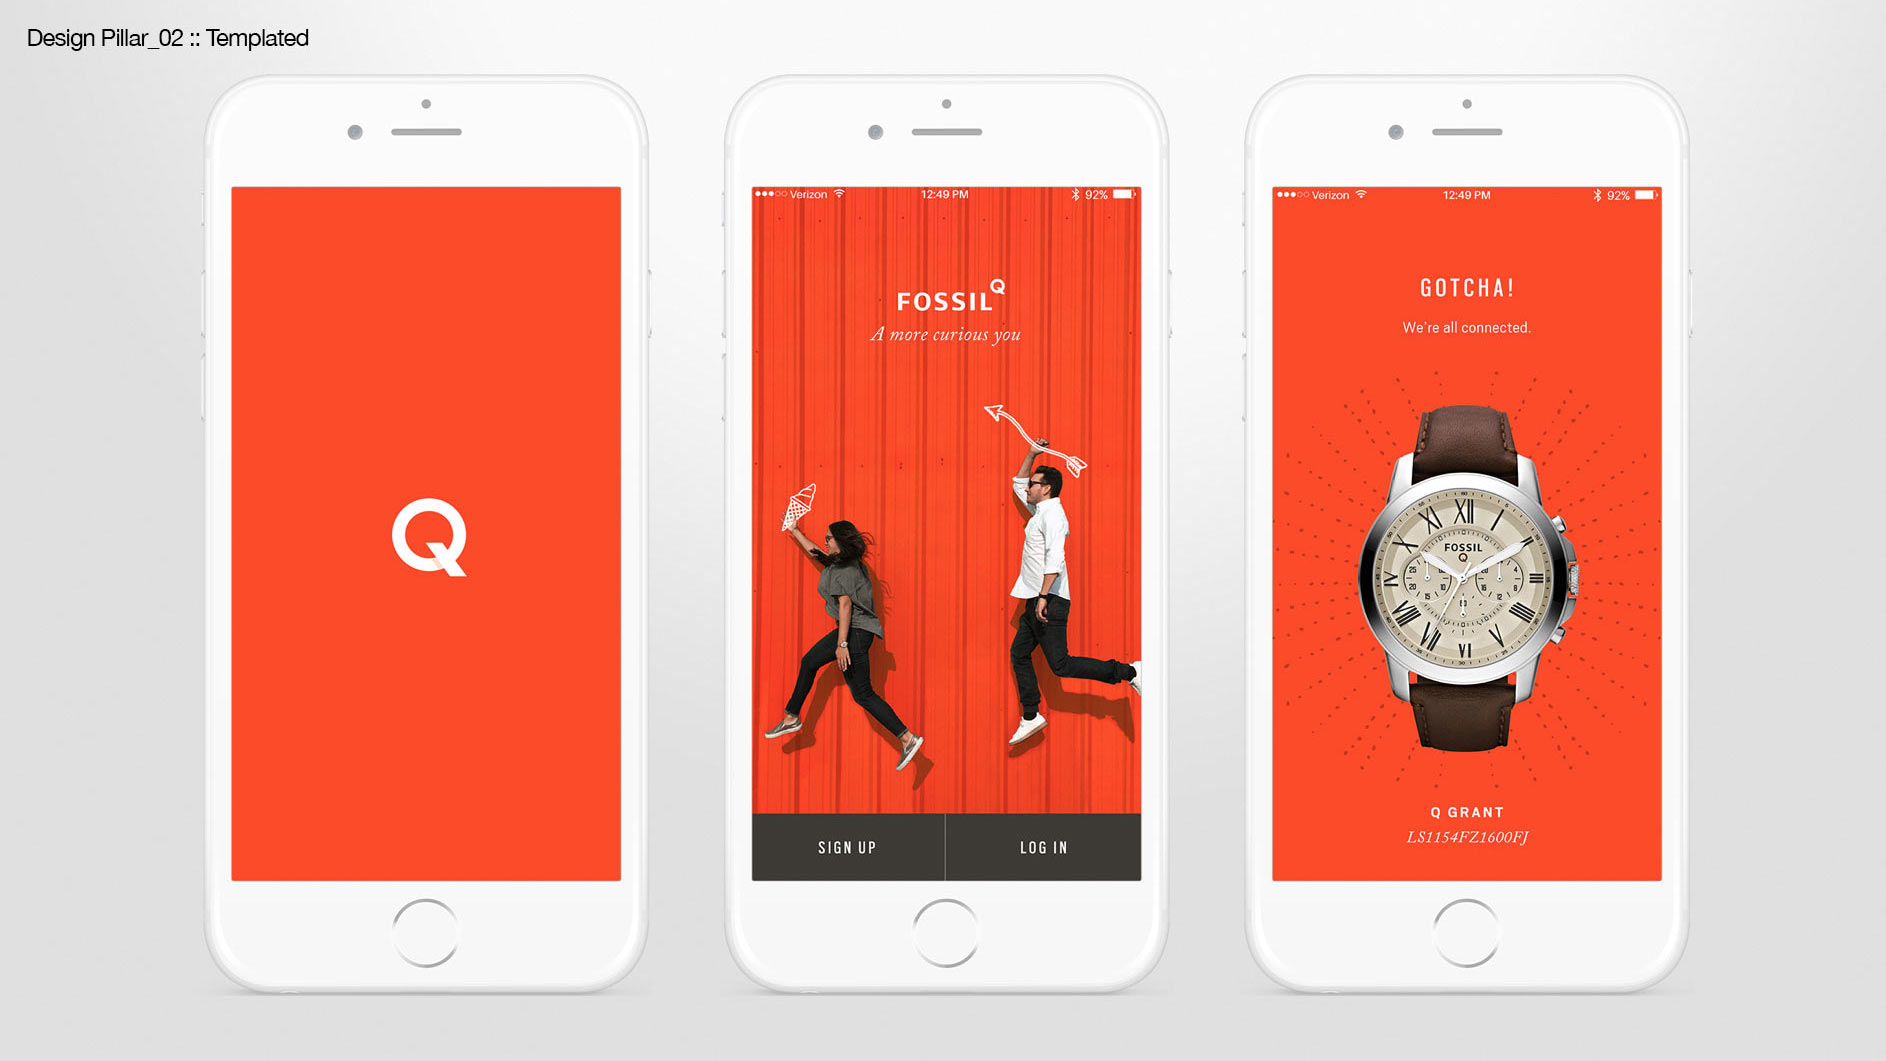 Design Pillar_02 :: Templated
Q
Verizon 12:49 PM 92%
FOSSIL Q
A more curious you
SIGN UP LOG IN
Verizon 12:49 PM 92%
GOTCHA!
We're all connected.
FOSSIL
Q
Q GRANT
LS1154FZ1600FJ